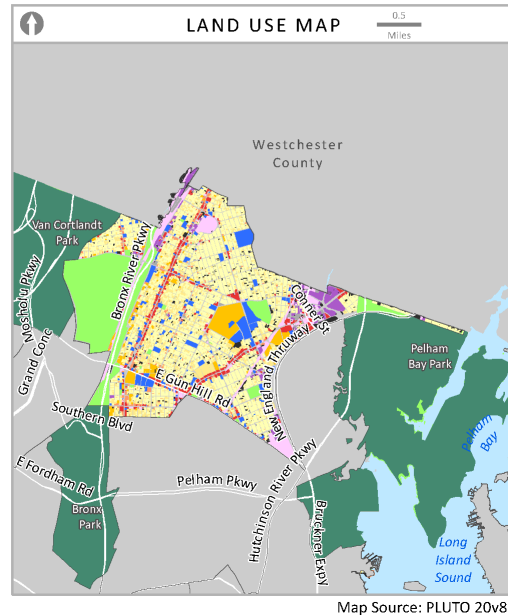 LAND USE MAP
0.5
Miles
Westchester
County
Van Cortlandt
Park
Bronx River Pkwy
Mosholu Pkwy
Conner St
Grand Conc
New England Thruway
Pelham
Bay Park
E Gun Hill Rd
Southern Blvd
Pelham
Bay
E Fordham Rd
Pelham Pkwy
Hutchinson River Pkwy
Bronx
Park
Bruckner Expy
Long
Island
Sound
Map Source: PLUTO 20v8